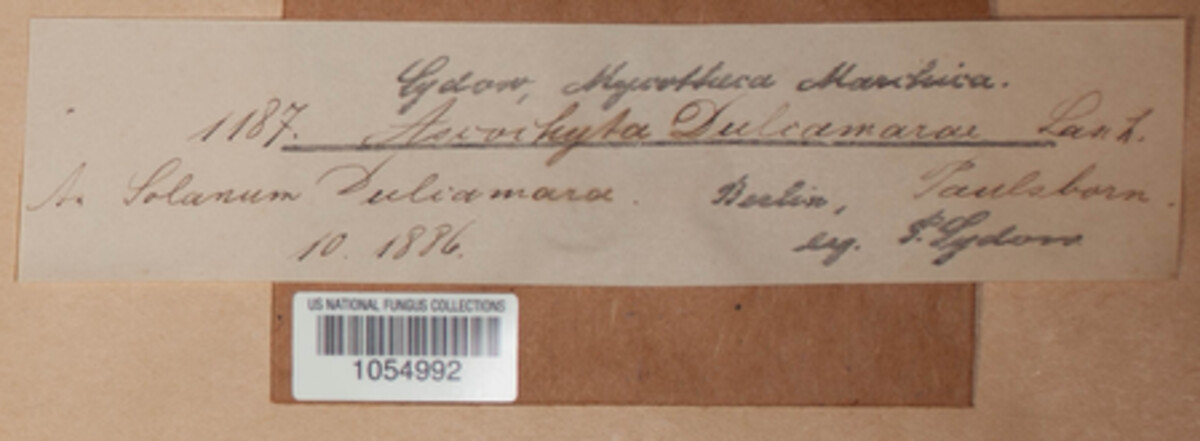 Sydow, Mycotheca Marchica.
1187. Ascochyta Dulcamarae Lasch.
An Solanum Dulcamara. Berlin, Paulsborn.
10. 1886. leg. P. Sydow
US NATIONAL FUNGUS COLLECTIONS
1054992